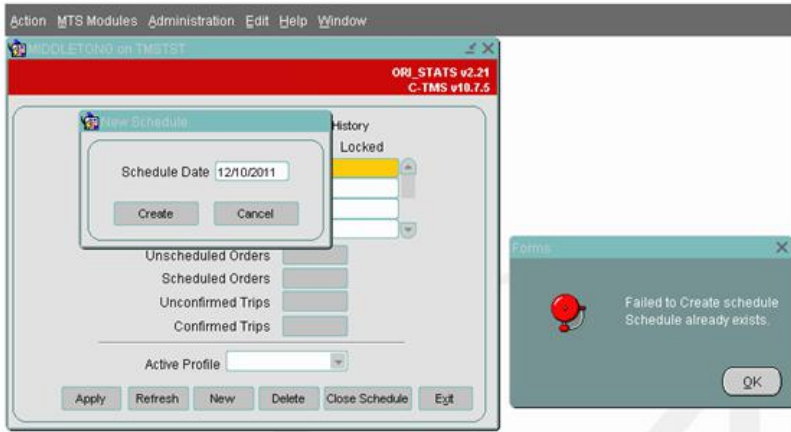 Action MTS Modules Administration Edit Help Window
MIDDLETONG on TMSTST
ORI_STATS v2.21
C-TMS v10.7.5
New Schedule
History
Locked
Schedule Date 12/10/2011
Create Cancel
Unscheduled Orders
Scheduled Orders
Unconfirmed Trips
Confirmed Trips
Active Profile
Apply Refresh New Delete Close Schedule Exit
Forms
Failed to Create schedule
Schedule already exists.
OK